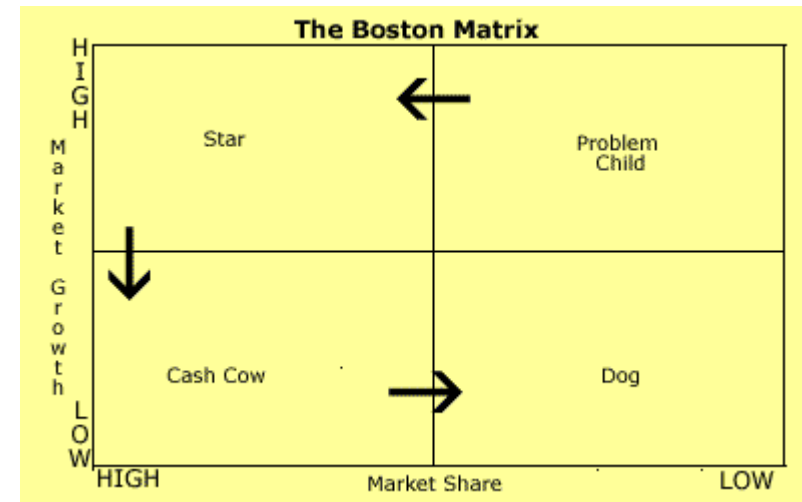 The Boston Matrix
HIGH
Market Growth
LOW
Star
Problem
Child
Cash Cow
Dog
HIGH
Market Share
LOW